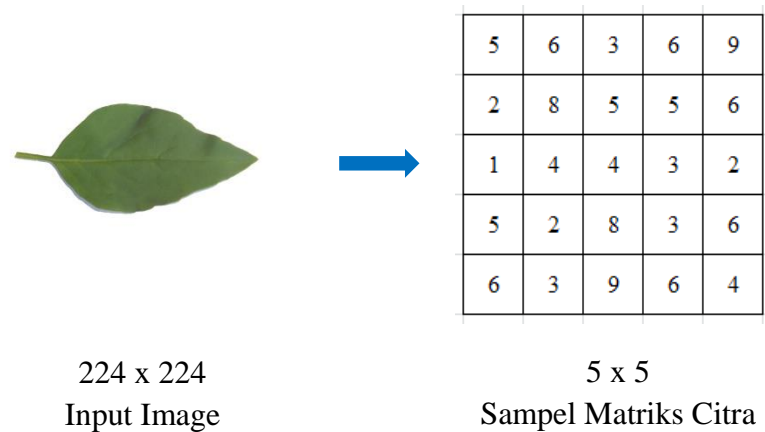 5 6 3 6 9
2 8 5 5 6
1 4 4 3 2
5 2 8 3 6
6 3 9 6 4
224 x 224
Input Image
5 x 5
Sampel Matriks Citra